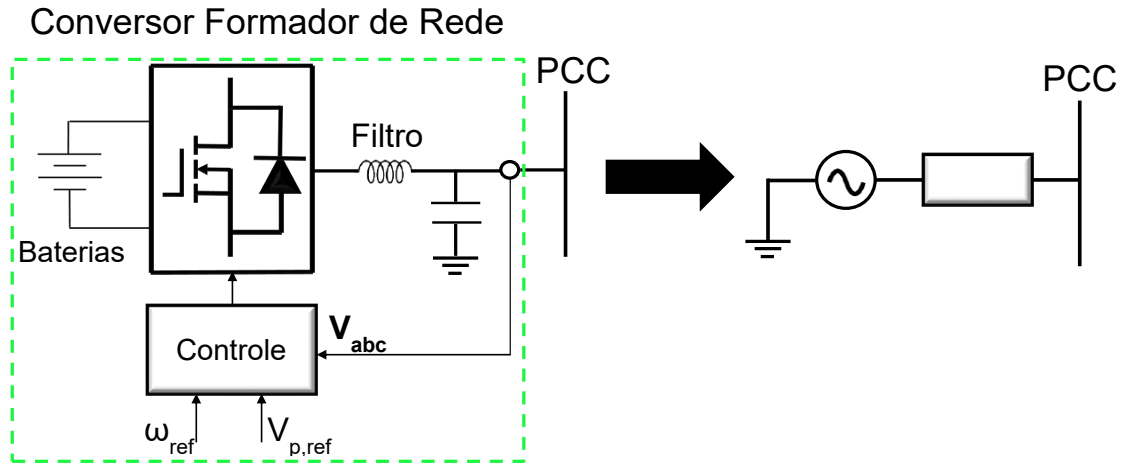 Conversor Formador de Rede
PCC
PCC
Filtro
Baterias
Controle
Vabc
ωref
Vp,ref